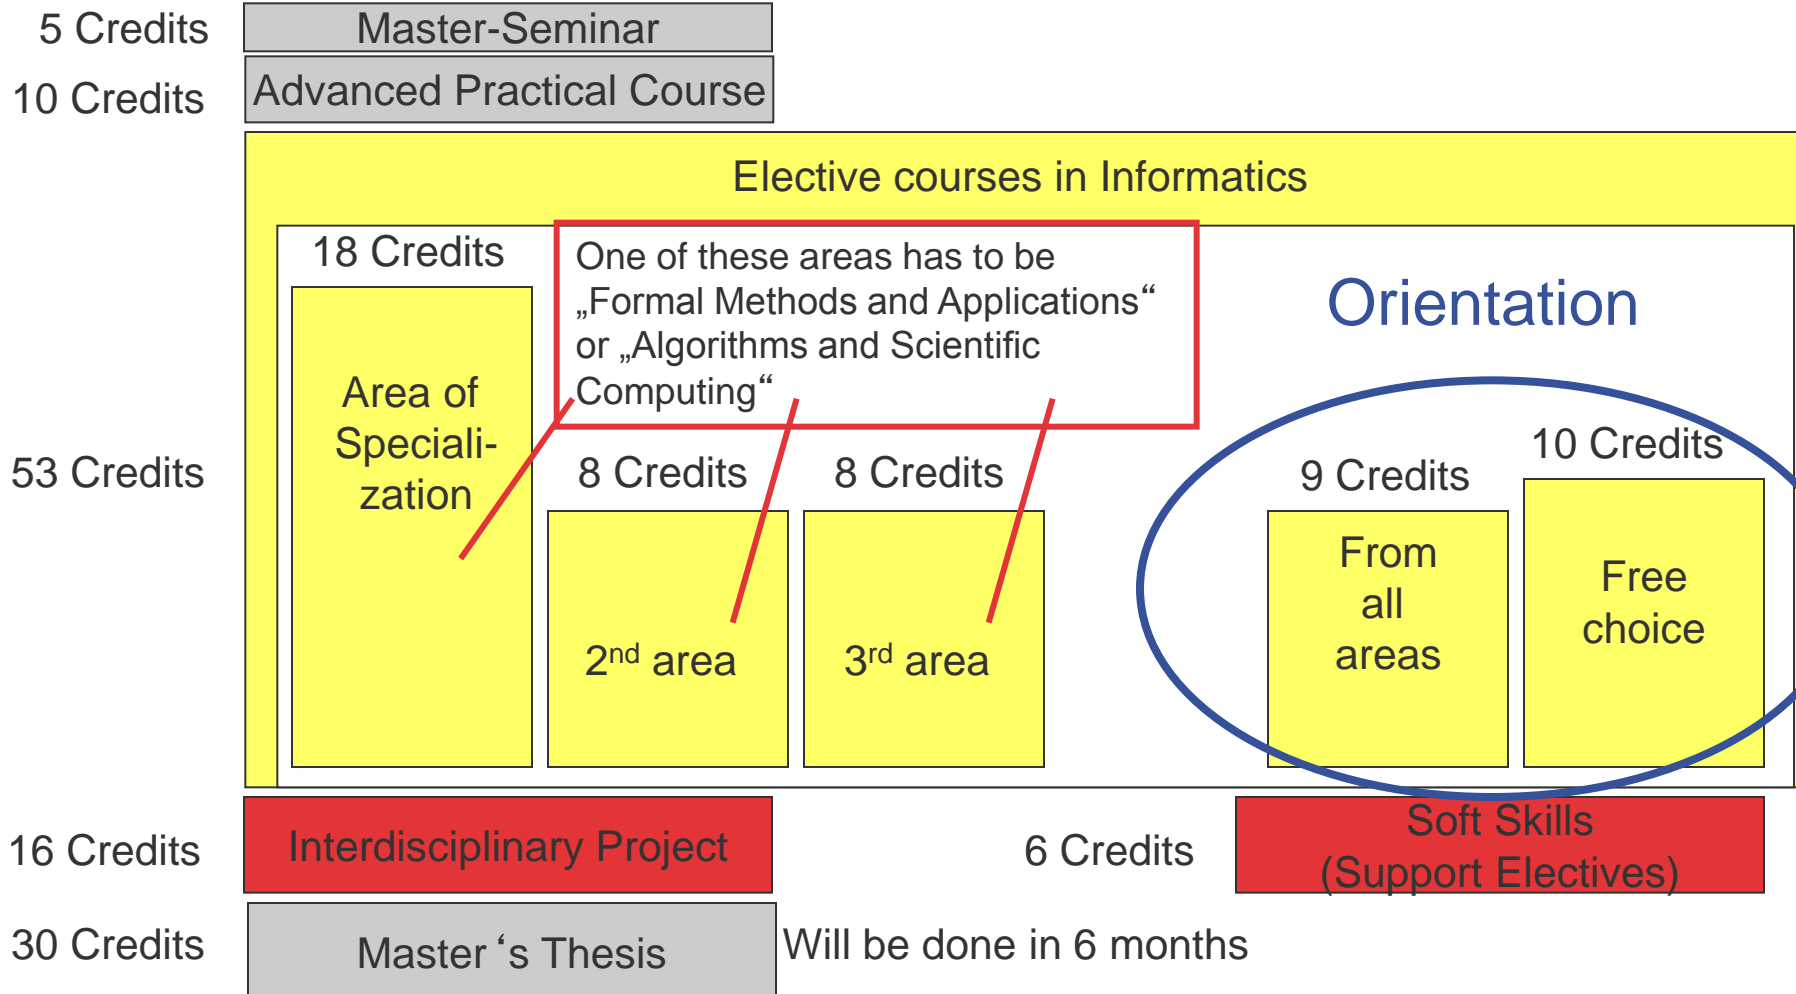 5 Credits
Master-Seminar
10 Credits
Advanced Practical Course
Elective courses in Informatics
53 Credits
18 Credits
Area of
Speciali-
zation
One of these areas has to be
„Formal Methods and Applications“
or „Algorithms and Scientific
Computing“
8 Credits
2nd area
8 Credits
3rd area
Orientation
9 Credits
From
all
areas
10 Credits
Free
choice
16 Credits
Interdisciplinary Project
6 Credits
Soft Skills
(Support Electives)
30 Credits
Master‘s Thesis
Will be done in 6 months